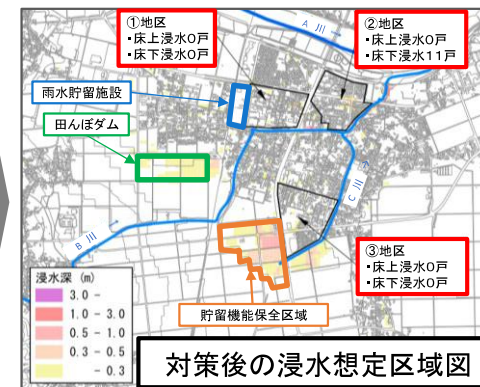 ①地区
・床上浸水0戸
・床下浸水0戸
②地区
・床上浸水0戸
・床下浸水11戸
A川 →
雨水貯留施設
田んぼダム
B川 →
C川 →
③地区
・床上浸水0戸
・床下浸水0戸
貯留機能保全区域
浸水深 (m)
3.0 -
1.0 - 3.0
0.5 - 1.0
0.3 - 0.5
- 0.3
対策後の浸水想定区域図